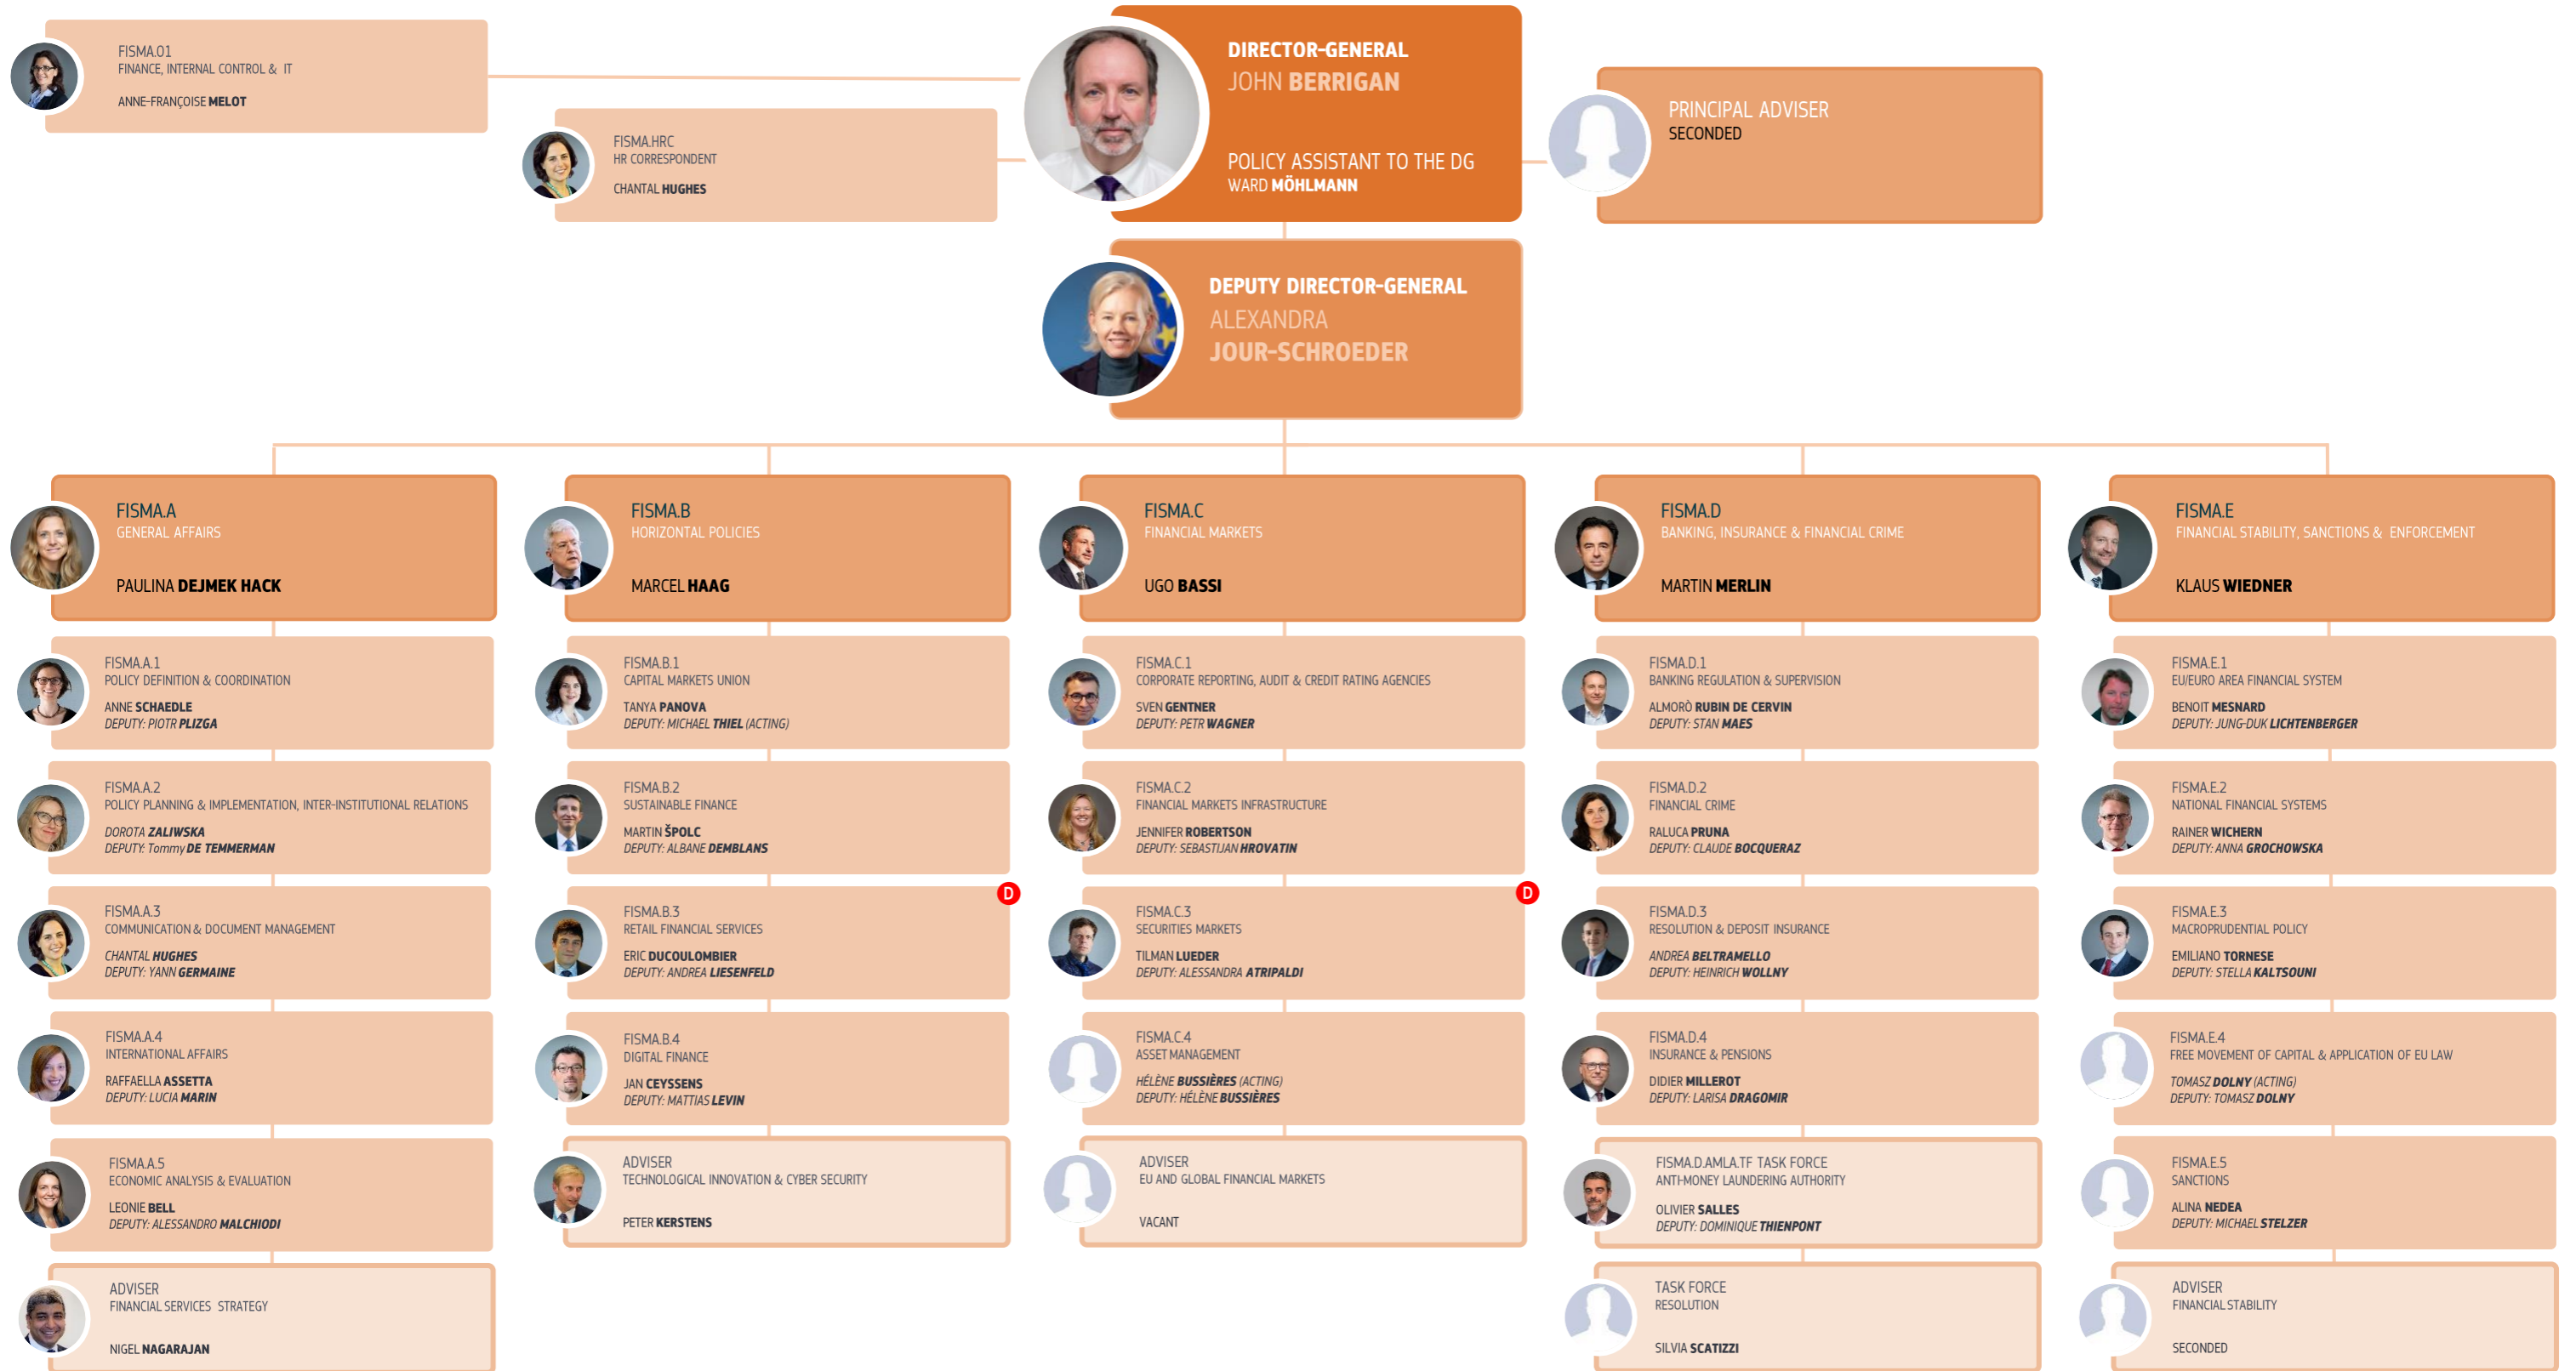 FISMA.01
FINANCE, INTERNAL CONTROL & IT
ANNE-FRANÇOISE MELOT
FISMA.HRC
HR CORRESPONDENT
CHANTAL HUGHES
DIRECTOR-GENERAL
JOHN BERRIGAN
POLICY ASSISTANT TO THE DG
WARD MÖHLMANN
PRINCIPAL ADVISER
SECONDED
DEPUTY DIRECTOR-GENERAL
ALEXANDRA
JOUR-SCHROEDER
FISMA.A
GENERAL AFFAIRS
PAULINA DEJMEK HACK
FISMA.A.1
POLICY DEFINITION & COORDINATION
ANNE SCHAEDLE
DEPUTY: PIOTR PLIZGA
FISMA.A.2
POLICY PLANNING & IMPLEMENTATION, INTER-INSTITUTIONAL RELATIONS
DOROTA ZALIWSKA
DEPUTY: Tommy DE TEMMERMAN
FISMA.A.3
COMMUNICATION & DOCUMENT MANAGEMENT
CHANTAL HUGHES
DEPUTY: YANN GERMAINE
FISMA.A.4
INTERNATIONAL AFFAIRS
RAFFAELLA ASSETTA
DEPUTY: LUCIA MARIN
FISMA.A.5
ECONOMIC ANALYSIS & EVALUATION
LEONIE BELL
DEPUTY: ALESSANDRO MALCHIODI
ADVISER
FINANCIAL SERVICES STRATEGY
NIGEL NAGARAJAN
FISMA.B
HORIZONTAL POLICIES
MARCEL HAAG
FISMA.B.1
CAPITAL MARKETS UNION
TANYA PANOVA
DEPUTY: MICHAEL THIEL (ACTING)
FISMA.B.2
SUSTAINABLE FINANCE
MARTIN ŠPOLC
DEPUTY: ALBANE DEMBLANS
D
FISMA.B.3
RETAIL FINANCIAL SERVICES
ERIC DUCOULOMBIER
DEPUTY: ANDREA LIESENFELD
FISMA.B.4
DIGITAL FINANCE
JAN CEYSSENS
DEPUTY: MATTIAS LEVIN
ADVISER
TECHNOLOGICAL INNOVATION & CYBER SECURITY
PETER KERSTENS
FISMA.C
FINANCIAL MARKETS
UGO BASSI
FISMA.C.1
CORPORATE REPORTING, AUDIT & CREDIT RATING AGENCIES
SVEN GENTNER
DEPUTY: PETR WAGNER
FISMA.C.2
FINANCIAL MARKETS INFRASTRUCTURE
JENNIFER ROBERTSON
DEPUTY: SEBASTIJAN HROVATIN
D
FISMA.C.3
SECURITIES MARKETS
TILMAN LUEDER
DEPUTY: ALESSANDRA ATRIPALDI
FISMA.C.4
ASSET MANAGEMENT
HÉLÈNE BUSSIÈRES (ACTING)
DEPUTY: HÉLÈNE BUSSIÈRES
ADVISER
EU AND GLOBAL FINANCIAL MARKETS
VACANT
FISMA.D
BANKING, INSURANCE & FINANCIAL CRIME
MARTIN MERLIN
FISMA.D.1
BANKING REGULATION & SUPERVISION
ALMORÒ RUBIN DE CERVIN
DEPUTY: STAN MAES
FISMA.D.2
FINANCIAL CRIME
RALUCA PRUNA
DEPUTY: CLAUDE BOCQUERAZ
FISMA.D.3
RESOLUTION & DEPOSIT INSURANCE
ANDREA BELTRAMELLO
DEPUTY: HEINRICH WOLLNY
FISMA.D.4
INSURANCE & PENSIONS
DIDIER MILLEROT
DEPUTY: LARISA DRAGOMIR
FISMA.D.AMLA.TF TASK FORCE
ANTI-MONEY LAUNDERING AUTHORITY
OLIVIER SALLES
DEPUTY: DOMINIQUE THIENPONT
TASK FORCE
RESOLUTION
SILVIA SCATIZZI
FISMA.E
FINANCIAL STABILITY, SANCTIONS & ENFORCEMENT
KLAUS WIEDNER
FISMA.E.1
EU/EURO AREA FINANCIAL SYSTEM
BENOIT MESNARD
DEPUTY: JUNG-DUK LICHTENBERGER
FISMA.E.2
NATIONAL FINANCIAL SYSTEMS
RAINER WICHERN
DEPUTY: ANNA GROCHOWSKA
FISMA.E.3
MACROPRUDENTIAL POLICY
EMILIANO TORNESE
DEPUTY: STELLA KALTSOUNI
FISMA.E.4
FREE MOVEMENT OF CAPITAL & APPLICATION OF EU LAW
TOMASZ DOLNY (ACTING)
DEPUTY: TOMASZ DOLNY
FISMA.E.5
SANCTIONS
ALINA NEDEA
DEPUTY: MICHAEL STELZER
ADVISER
FINANCIAL STABILITY
SECONDED